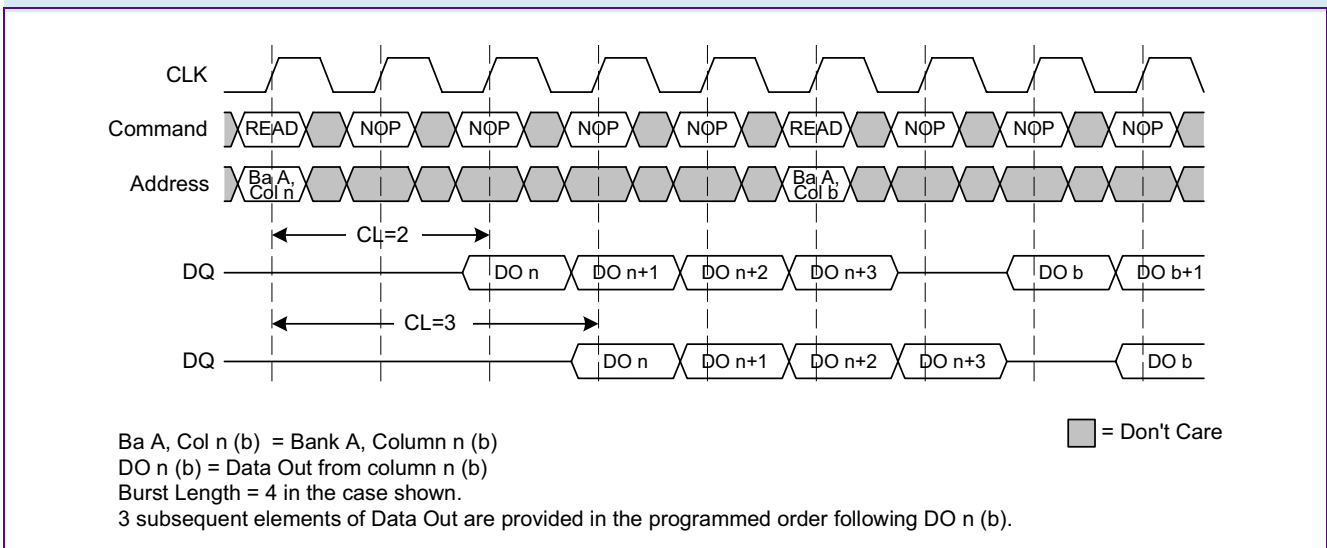 CLK
Command READ NOP NOP NOP NOP READ NOP NOP NOP
Address Ba A, Col n Ba A, Col b
CL=2
DQ DO n DO n+1 DO n+2 DO n+3 DO b DO b+1
CL=3
DQ DO n DO n+1 DO n+2 DO n+3 DO b
Ba A, Col n (b) = Bank A, Column n (b)
= Don't Care
DO n (b) = Data Out from column n (b)
Burst Length = 4 in the case shown.
3 subsequent elements of Data Out are provided in the programmed order following DO n (b).